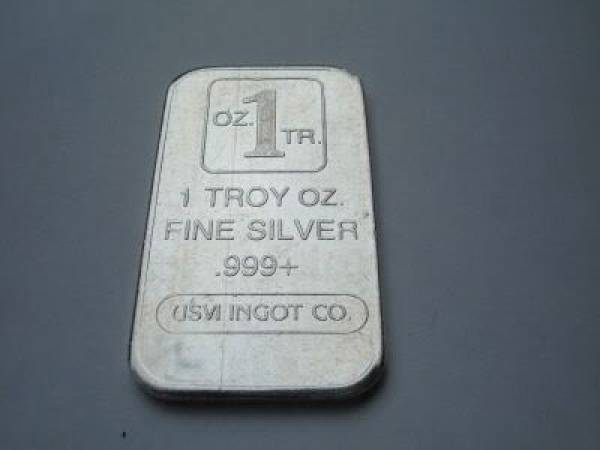 OZ. 1 TR.
1 TROY OZ.
FINE SILVER
.999+
USVI INGOT CO.